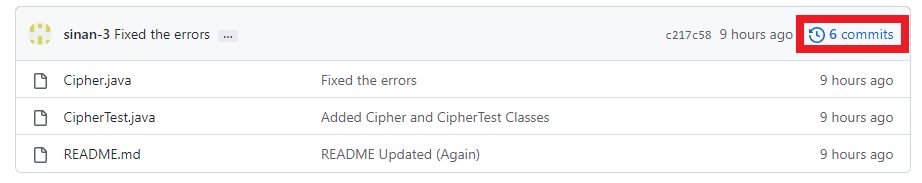 sinan-3 Fixed the errors ... c217c58 9 hours ago 6 commits
Cipher.java Fixed the errors 9 hours ago
CipherTest.java Added Cipher and CipherTest Classes 9 hours ago
README.md README Updated (Again) 9 hours ago